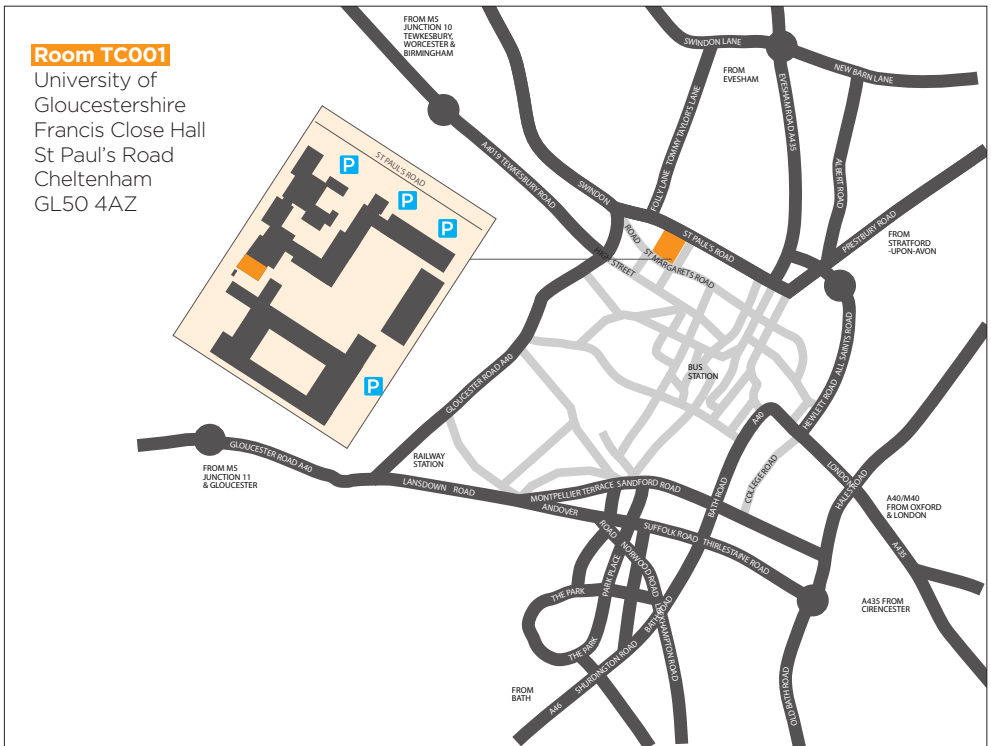 Room TC001
University of
Gloucestershire
Francis Close Hall
St Paul's Road
Cheltenham
GL50 4AZ
P
P
P
P
ST PAUL'S ROAD
FROM M5
JUNCTION 10
TEWKESBURY,
WORCESTER &
BIRMINGHAM
SWINDON LANE
FROM
EVESHAM
NEW BARN LANE
EVESHAM ROAD A435
FOLLY LANE TOMMY TAYLOR'S LANE
ALBERT ROAD
PRESTBURY ROAD
FROM
STRATFORD
-UPON-AVON
A4019 TEWKESBURY ROAD
SWINDON
ROAD
ST PAUL'S ROAD
ST MARGARETS ROAD
HIGH STREET
BUS
STATION
GLOUCESTER ROAD A40
HEWLETT ROAD ALL SAINTS ROAD
A40
COLLEGE ROAD
LONDON
HALES ROAD
A40/M40
FROM OXFORD
& LONDON
A435
A435 FROM
CIRENCESTER
RAILWAY
STATION
GLOUCESTER ROAD A40
FROM M5
JUNCTION 11
& GLOUCESTER
LANSDOWN ROAD
MONTPELLIER TERRACE SANDFORD ROAD
ANDOVER
ROAD
BATH ROAD
SUFFOLK ROAD THIRLESTAINE ROAD
NORWOOD ROAD
PARK PLACE
THE PARK
THE PARK
BATH ROAD
LECKHAMPTON ROAD
SHURDINGTON ROAD
A46
FROM
BATH
OLD BATH ROAD